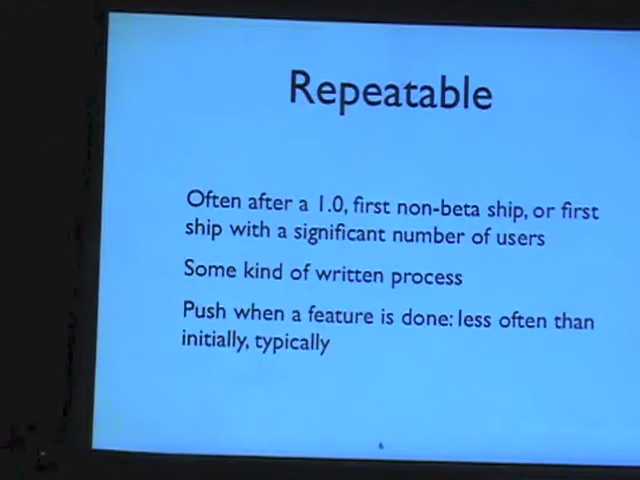 Repeatable
Often after a 1.0, first non-beta ship, or first
ship with a significant number of users
Some kind of written process
Push when a feature is done: less often than
initially, typically
6